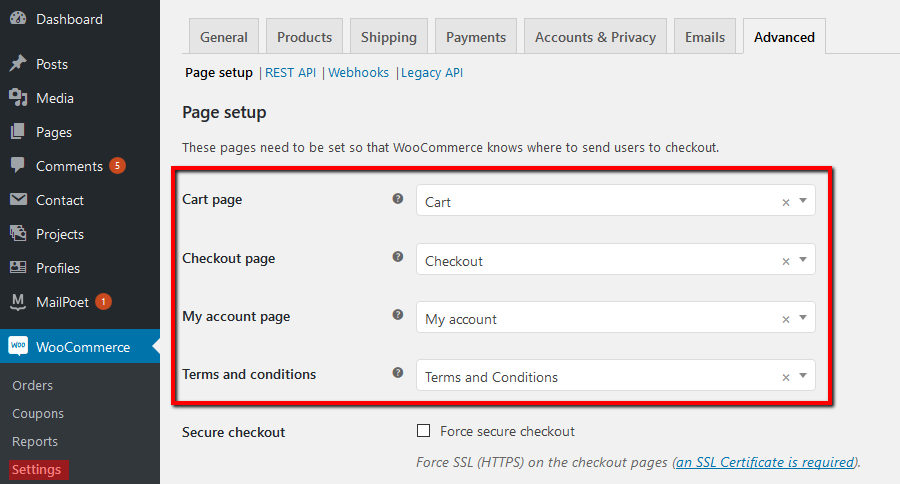 Dashboard
Posts
Media
Pages
Comments 5
Contact
Projects
Profiles
MailPoet 1
WooCommerce
Orders
Coupons
Reports
Settings
General Products Shipping Payments Accounts & Privacy Emails Advanced
Page setup | REST API | Webhooks | Legacy API
Page setup
These pages need to be set so that WooCommerce knows where to send users to checkout.
Cart page ? Cart × 
Checkout page ? Checkout ×
My account page ? My account ×
Terms and conditions ? Terms and Conditions ×
Secure checkout Force secure checkout
Force SSL (HTTPS) on the checkout pages (an SSL Certificate is required).